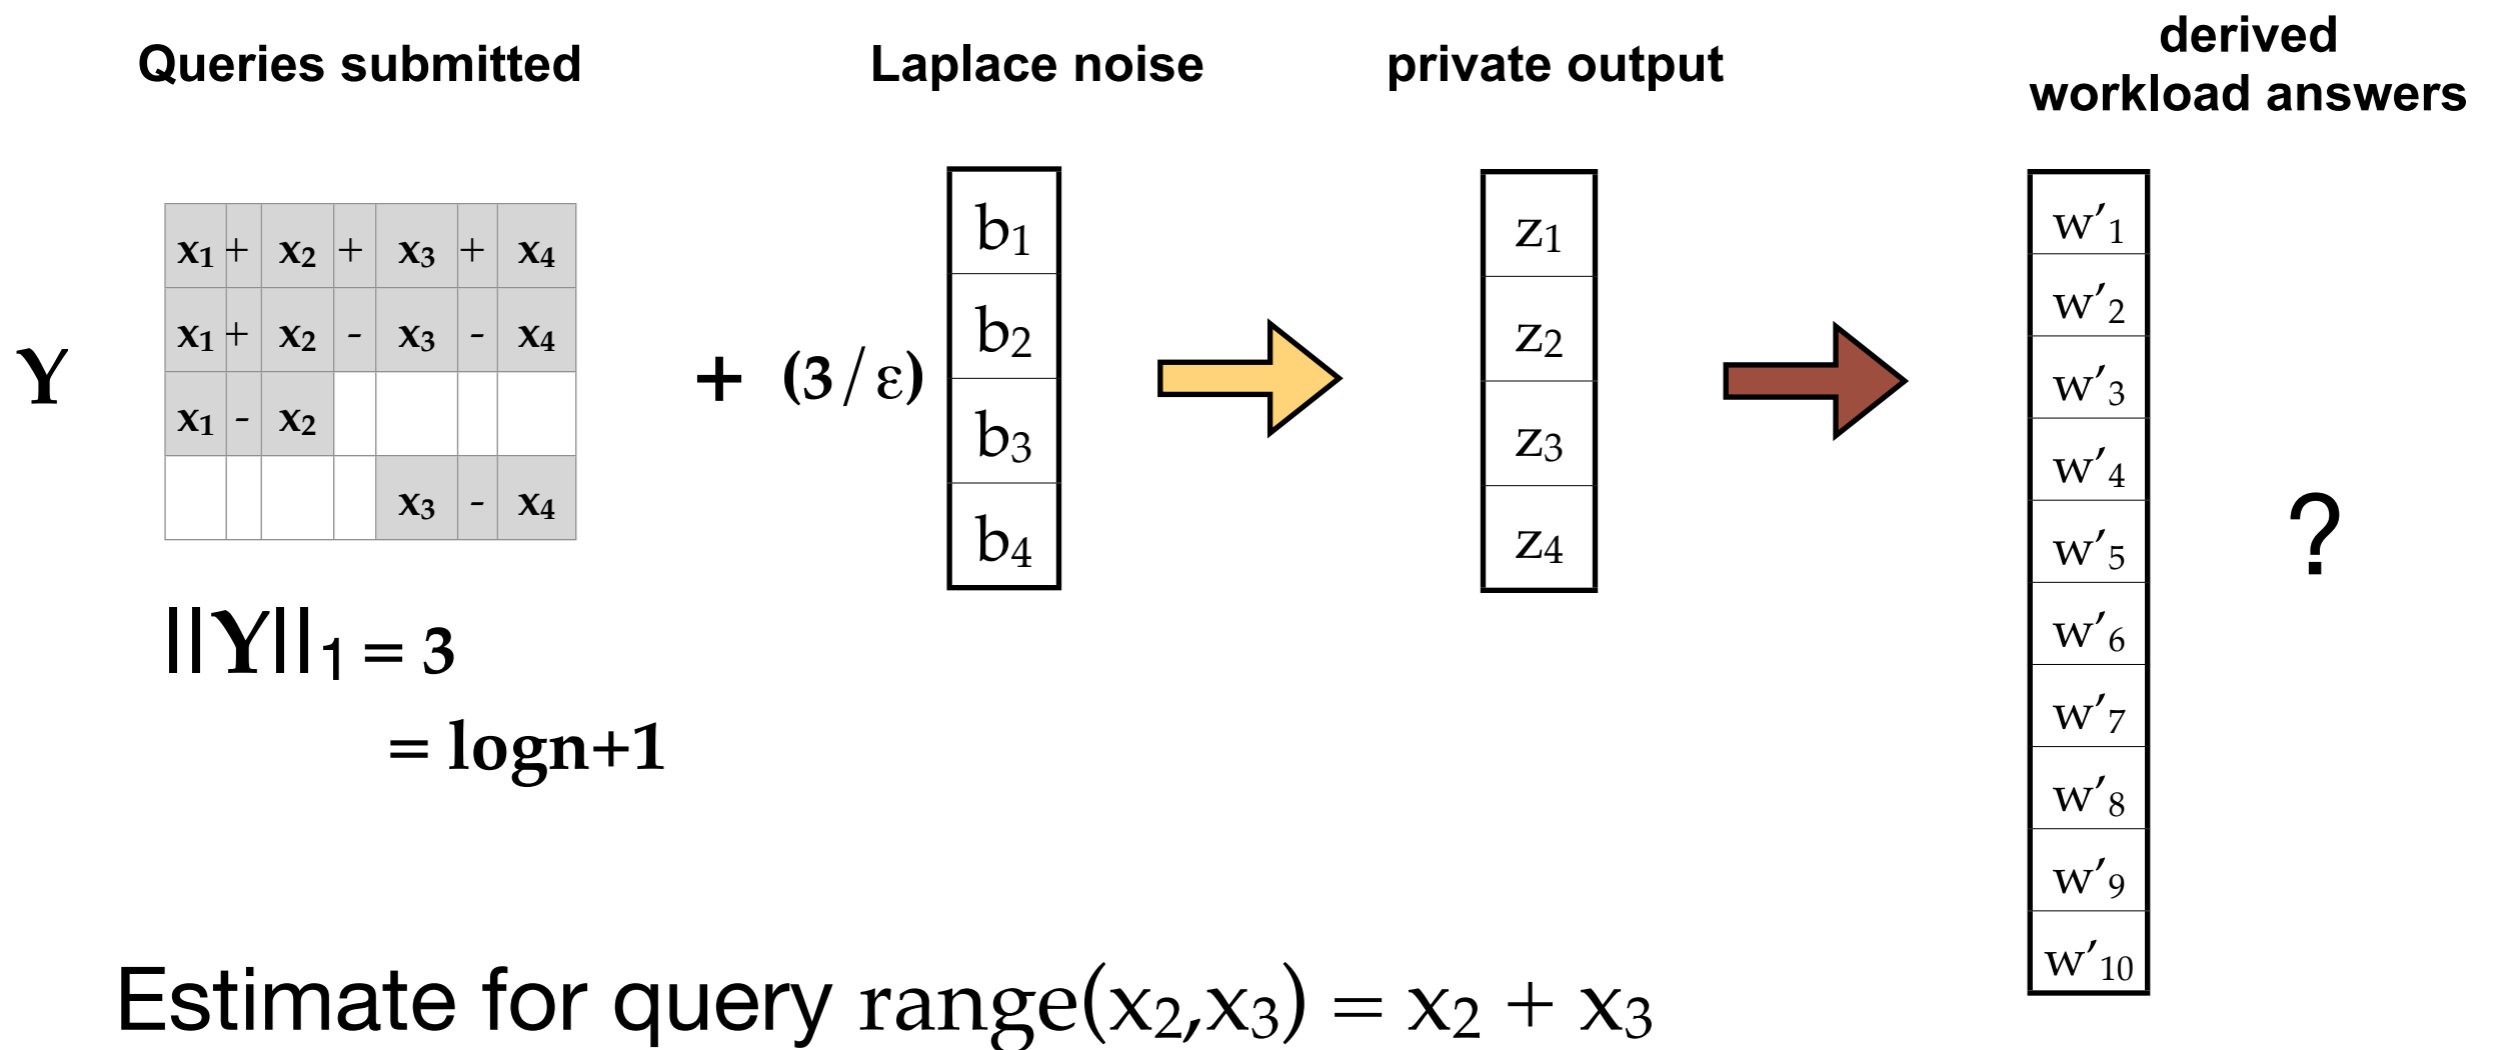 Queries submitted
Laplace noise
private output
derived
workload answers
x₁ + x₂ + x₃ + x₄
x₁ + x₂ - x₃ - x₄
x₁ - x₂
x₃ - x₄
Y
+ (3/ε)
b₁
b₂
b₃
b₄
z₁
z₂
z₃
z₄
w′₁
w′₂
w′₃
w′₄
w′₅
w′₆
w′₇
w′₈
w′₉
w′₁₀
?
||Y||₁ = 3
= logn+1
Estimate for query range(x₂,x₃) = x₂ + x₃